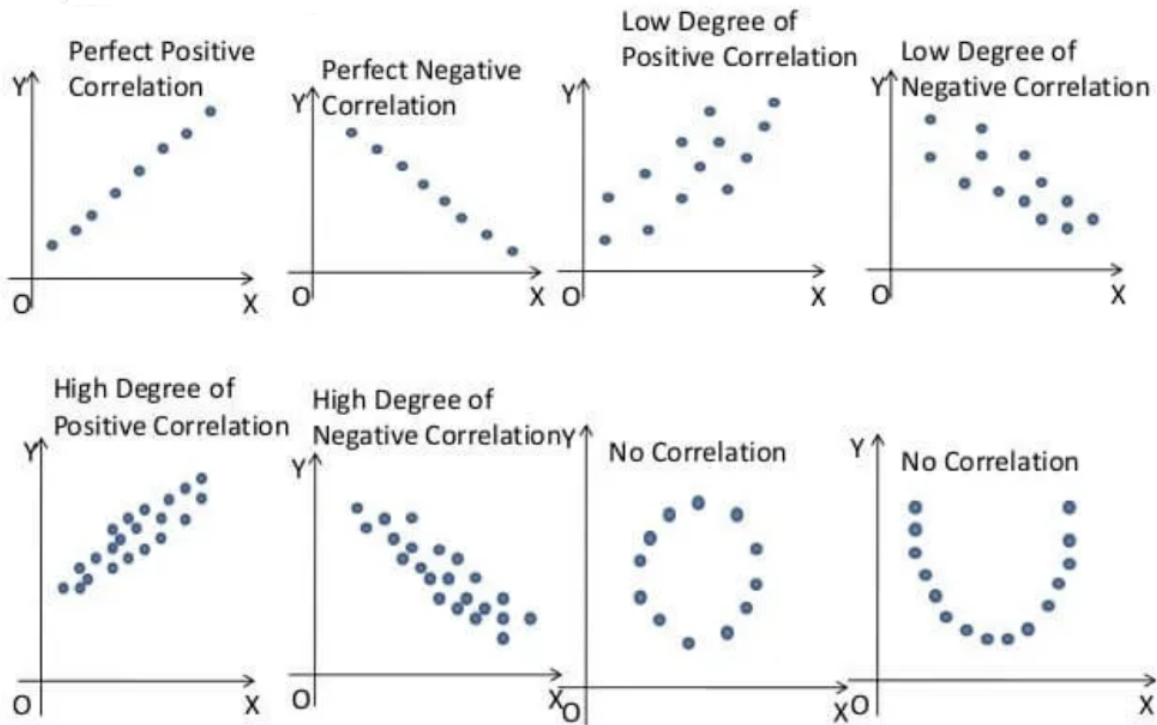 Perfect Positive
Correlation
Y
O
X
Perfect Negative
Correlation
Y
O
X
Low Degree of
Positive Correlation
Y
O
X
Low Degree of
Negative Correlation
Y
O
X
High Degree of
Positive Correlation
Y
O
X
High Degree of
Negative Correlation
Y
O
X
No Correlation
Y
O
X
No Correlation
Y
O
X